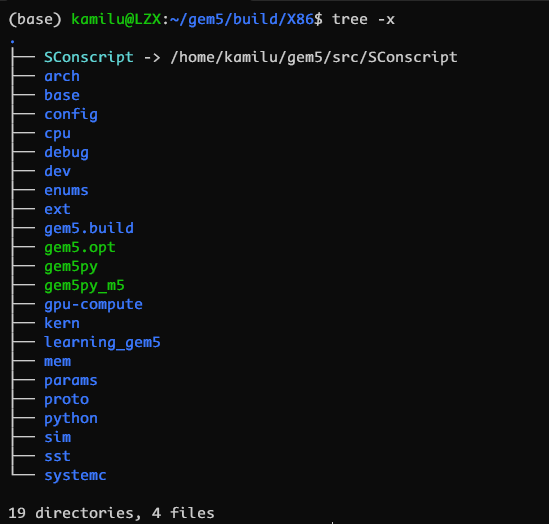 (base) kamilu@LZX:~/gem5/build/X86$ tree -x
.
├── SConscript -> /home/kamilu/gem5/src/SConscript
├── arch
├── base
├── config
├── cpu
├── debug
├── dev
├── enums
├── ext
├── gem5.build
├── gem5.opt
├── gem5py
├── gem5py_m5
├── gpu-compute
├── kern
├── learning_gem5
├── mem
├── params
├── proto
├── python
├── sim
├── sst
└── systemc
19 directories, 4 files